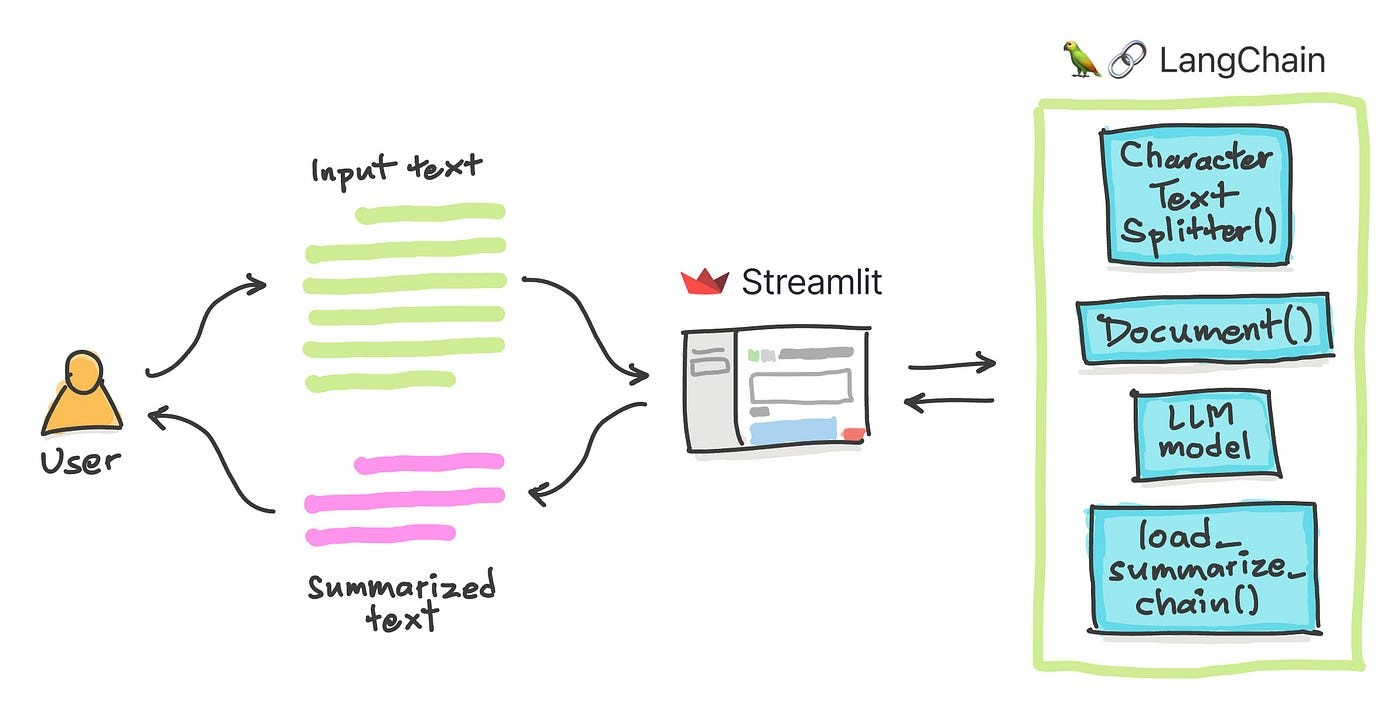 LangChain
Input text
Character
Text
Splitter()
Streamlit
Document()
LLM
model
User
load_
summarize_
chain()
Summarized
text